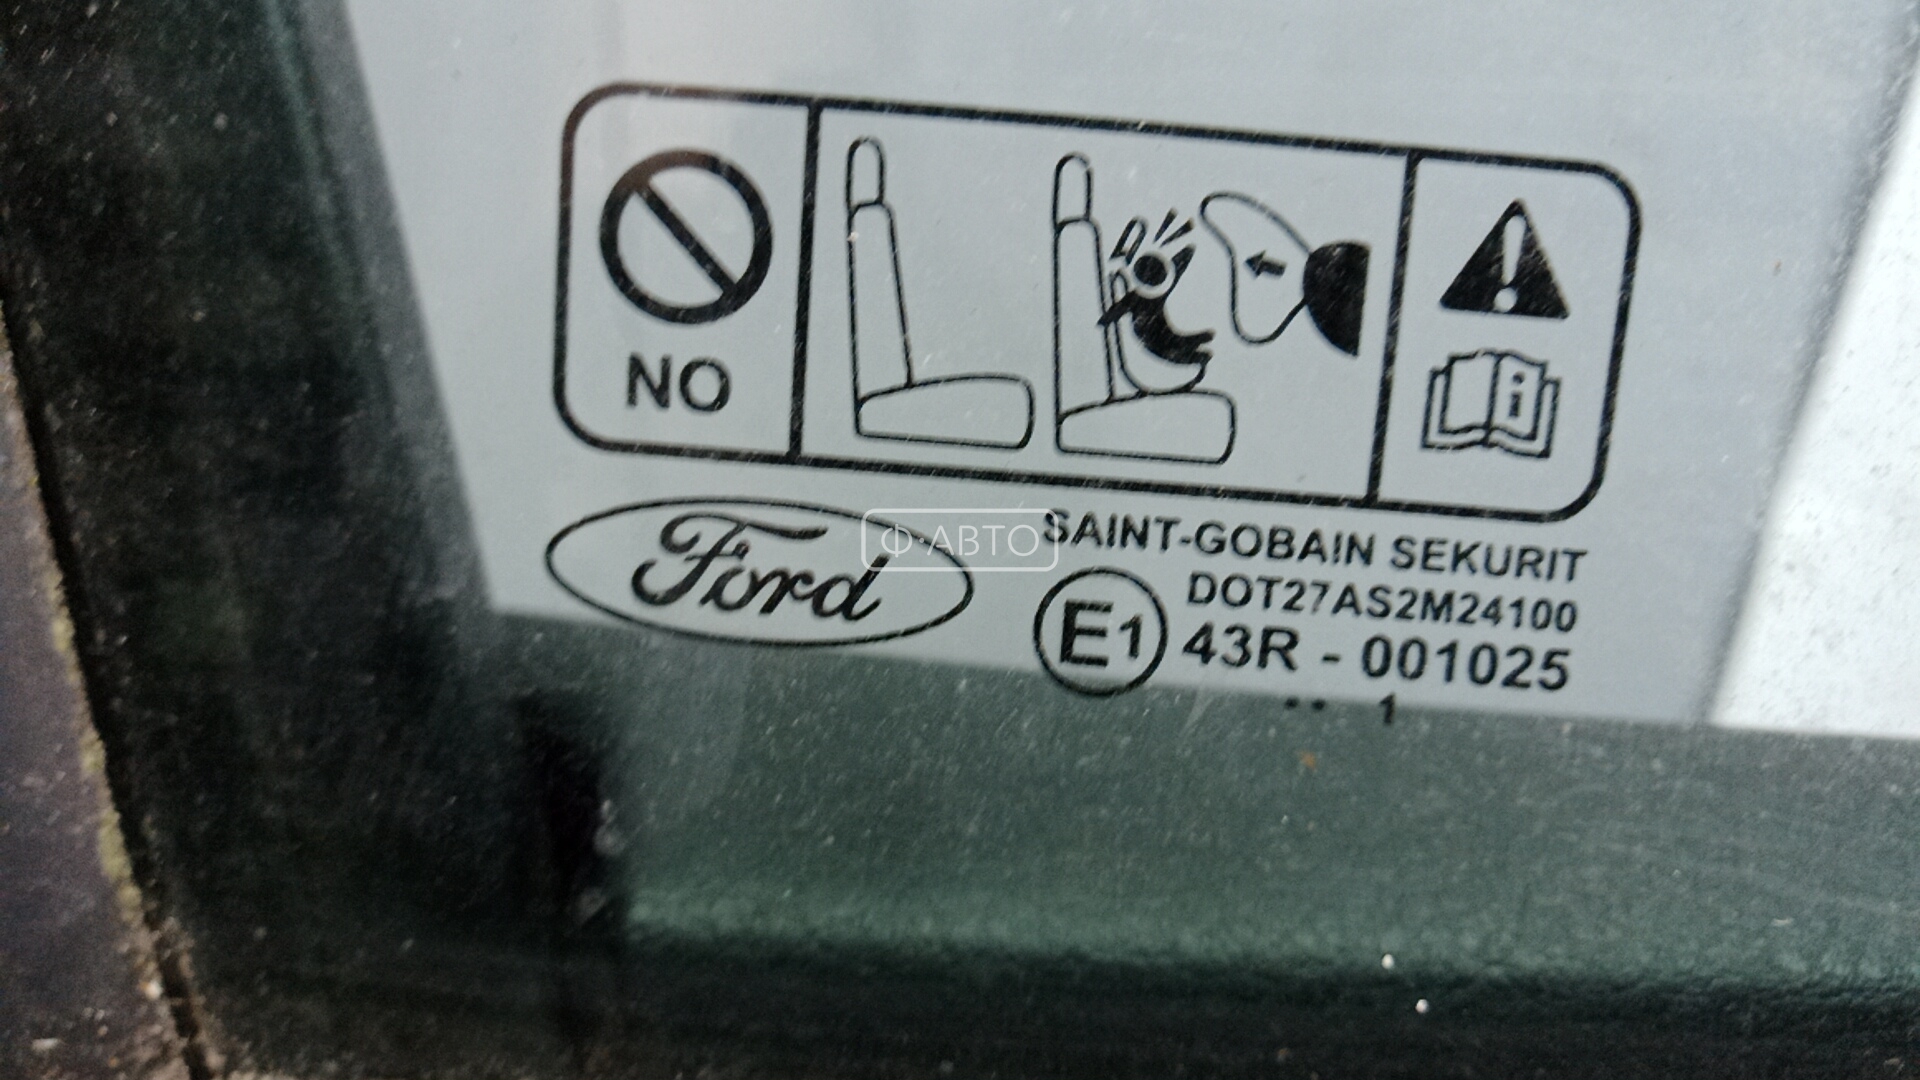 NO
i
Ford
Ф·АВТО
SAINT-GOBAIN SEKURIT
DOT27AS2M24100
E1 43R - 001025
•• 1